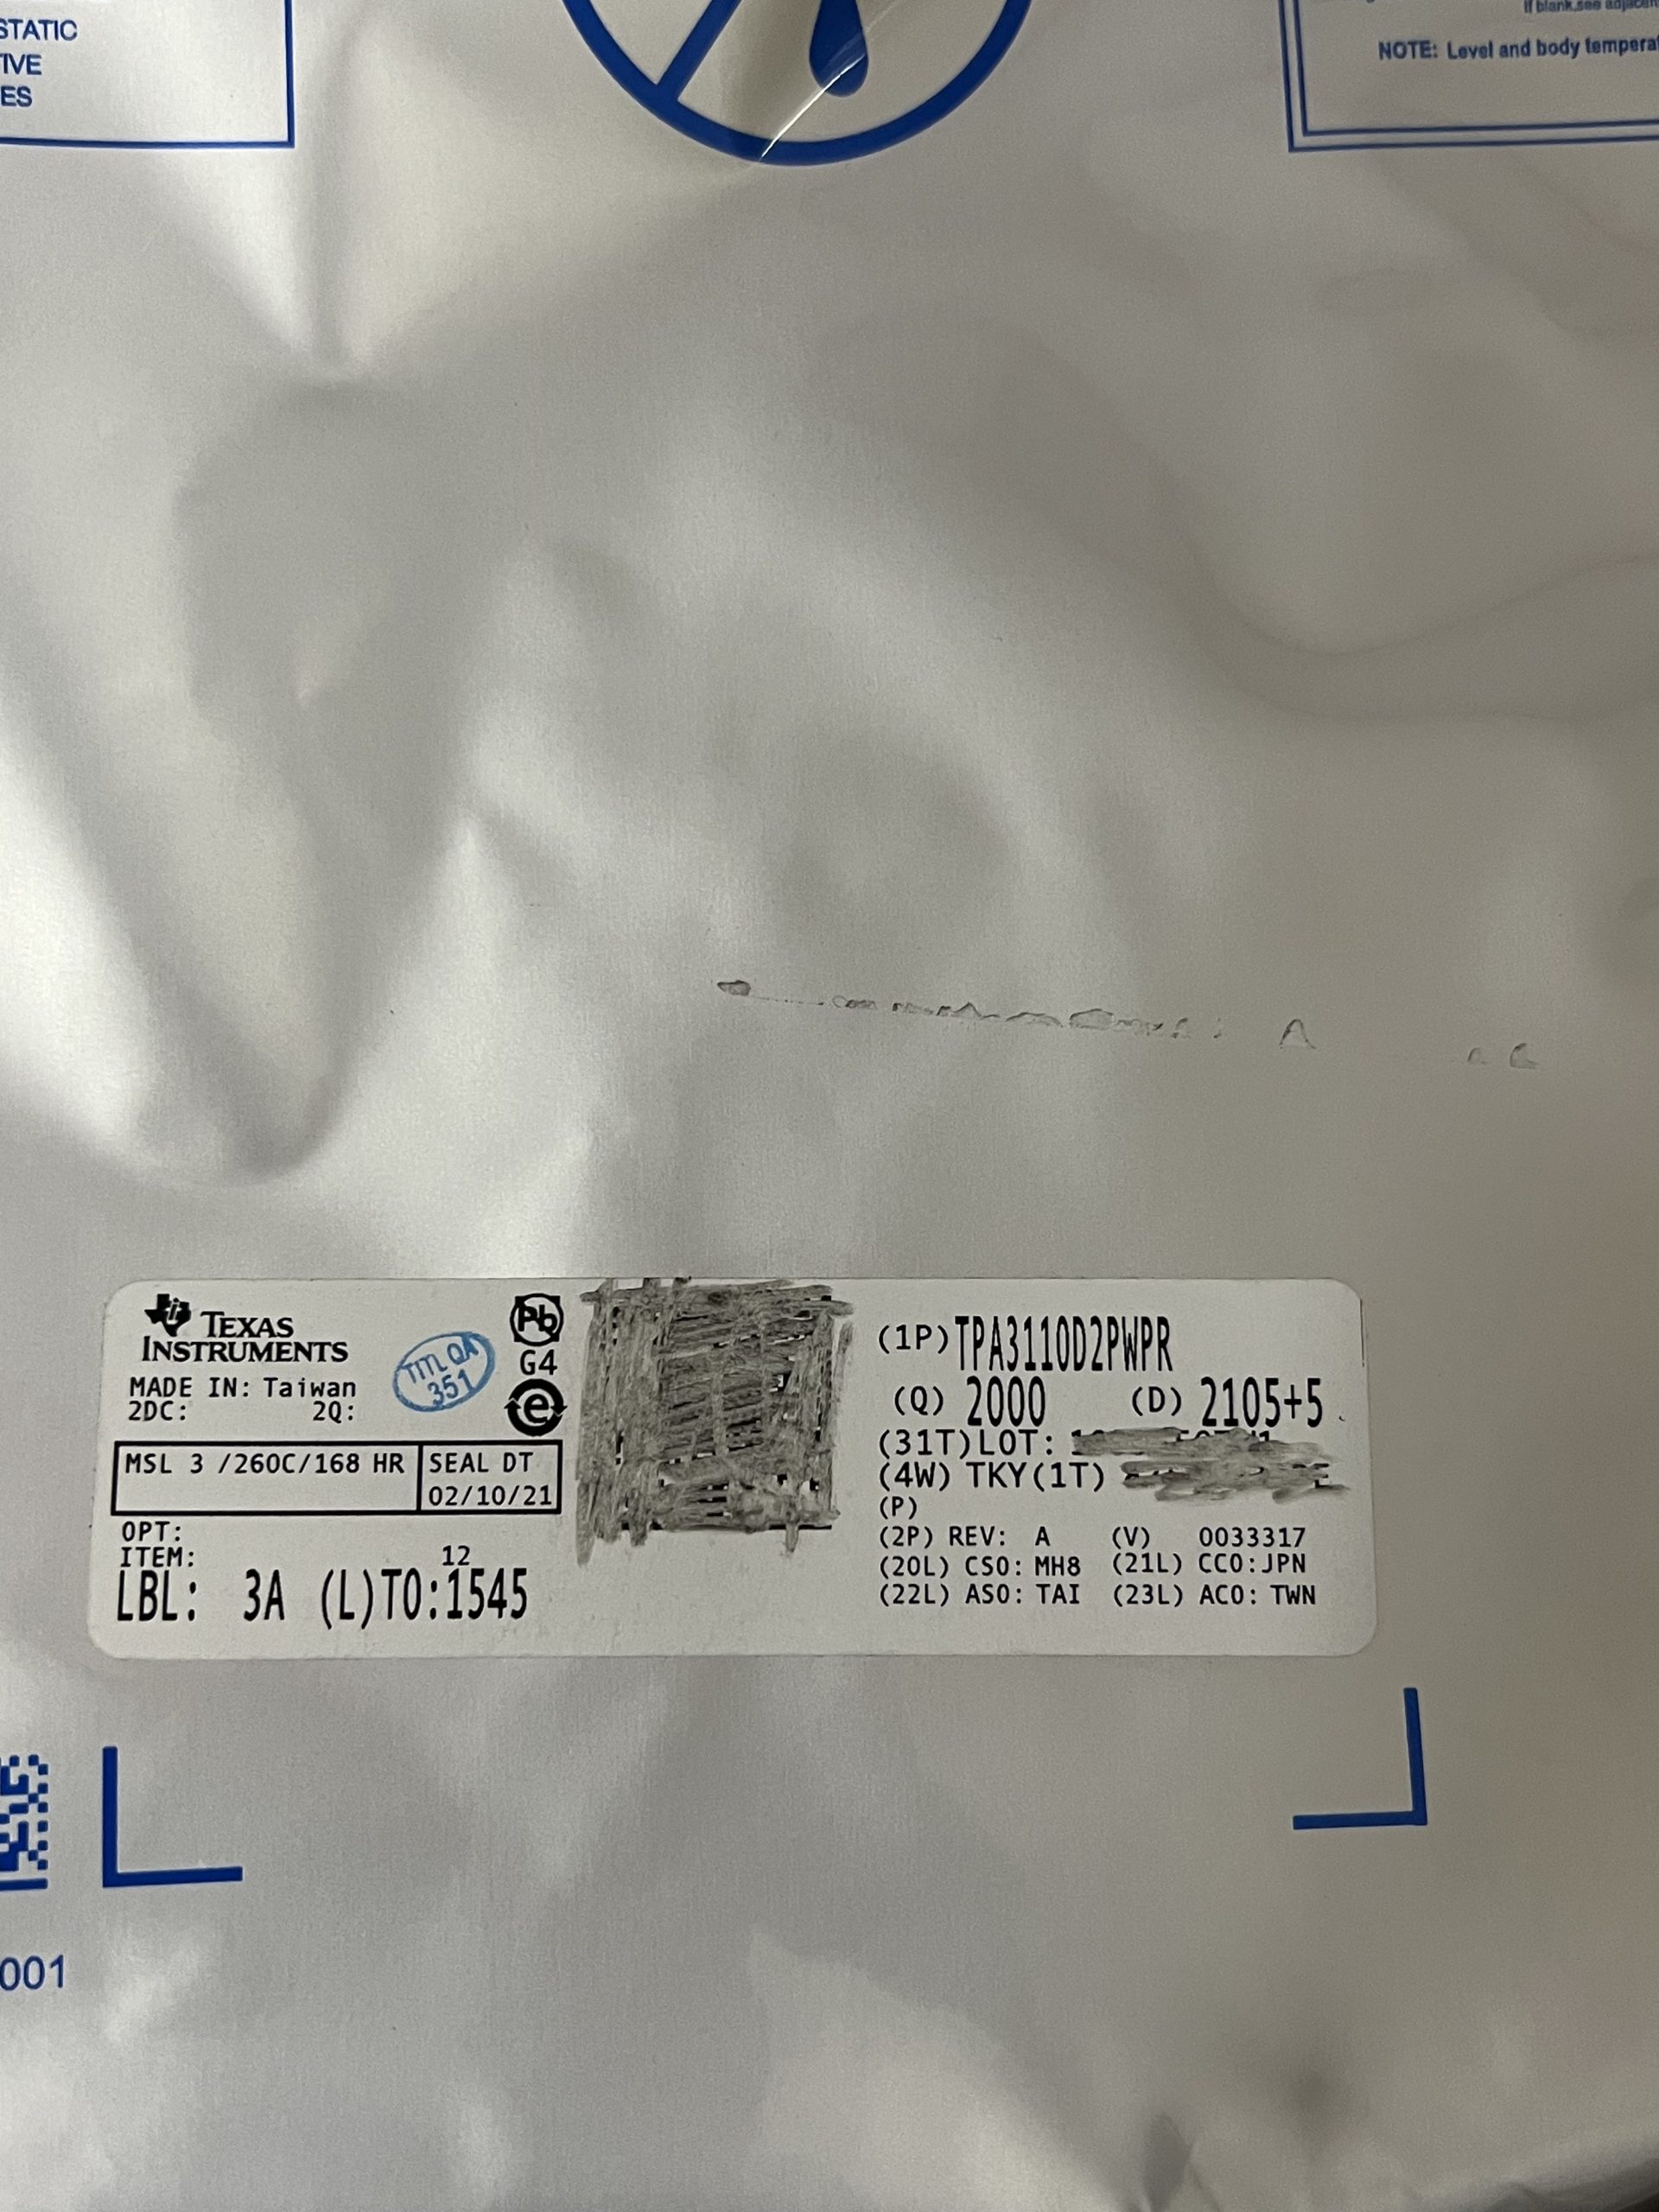 STATIC
TIVE
ES
If blank, see adjacent
NOTE: Level and body tempera
TEXAS
INSTRUMENTS
MADE IN: Taiwan
2DC: 2Q:
TITL QA
351
Pb
G4
e
MSL 3 /260C/168 HR
SEAL DT
02/10/21
OPT:
ITEM:
12
LBL: 3A (L)TO:1545
(1P)TPA3110D2PWPR
(Q) 2000 (D) 2105+5
(31T)LOT:
(4W) TKY(1T)
(P)
(2P) REV: A (V) 0033317
(20L) CSO: MH8 (21L) CCO:JPN
(22L) ASO: TAI (23L) ACO: TWN
001